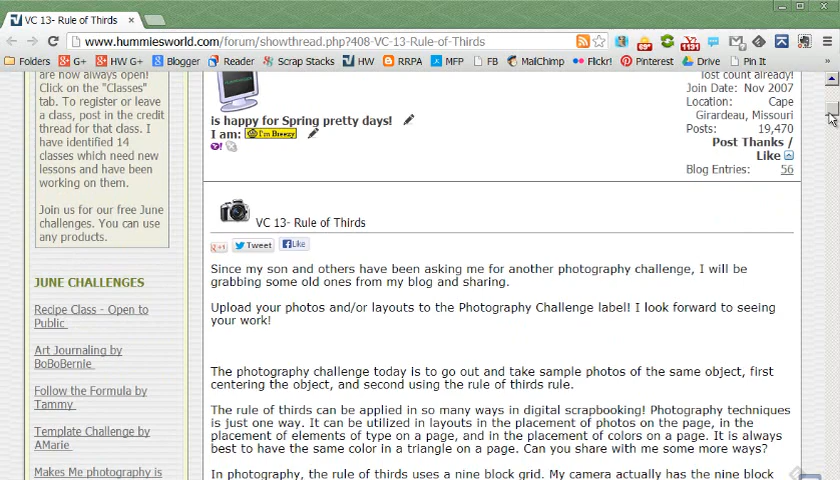 VC 13- Rule of Thirds
www.hummiesworld.com/forum/showthread.php?408-VC-13-Rule-of-Thirds
Folders G+ HW G+ Blogger Reader Scrap Stacks HW RRPA MFP FB MailChimp Flickr! Pinterest Drive Pin It »
are now always open!
Click on the "Classes"
tab. To register or leave
a class, post in the credit
thread for that class. I
have identified 14
classes which need new
lessons and have been
working on them.
Join us for our free June
challenges. You can use
any products.
JUNE CHALLENGES
Recipe Class - Open to
Public
Art Journaling by
BoBoBernie
Follow the Formula by
Tammy
Template Challenge by
AMarie
Makes Me photography is
is happy for Spring pretty days!
I am: I'm Breezy
lost count already!
Join Date: Nov 2007
Location: Cape
Girardeau, Missouri
Posts: 19,470
Post Thanks /
Like
Blog Entries: 56
VC 13- Rule of Thirds
+1 Tweet Like
Since my son and others have been asking me for another photography challenge, I will be
grabbing some old ones from my blog and sharing.
Upload your photos and/or layouts to the Photography Challenge label! I look forward to seeing
your work!
The photography challenge today is to go out and take sample photos of the same object, first
centering the object, and second using the rule of thirds rule.
The rule of thirds can be applied in so many ways in digital scrapbooking! Photography techniques
is just one way. It can be utilized in layouts in the placement of photos on the page, in the
placement of elements of type on a page, and in the placement of colors on a page. It is always
best to have the same color in a triangle on a page. Can you share with me some more ways?
In photography, the rule of thirds uses a nine block grid. My camera actually has the nine block